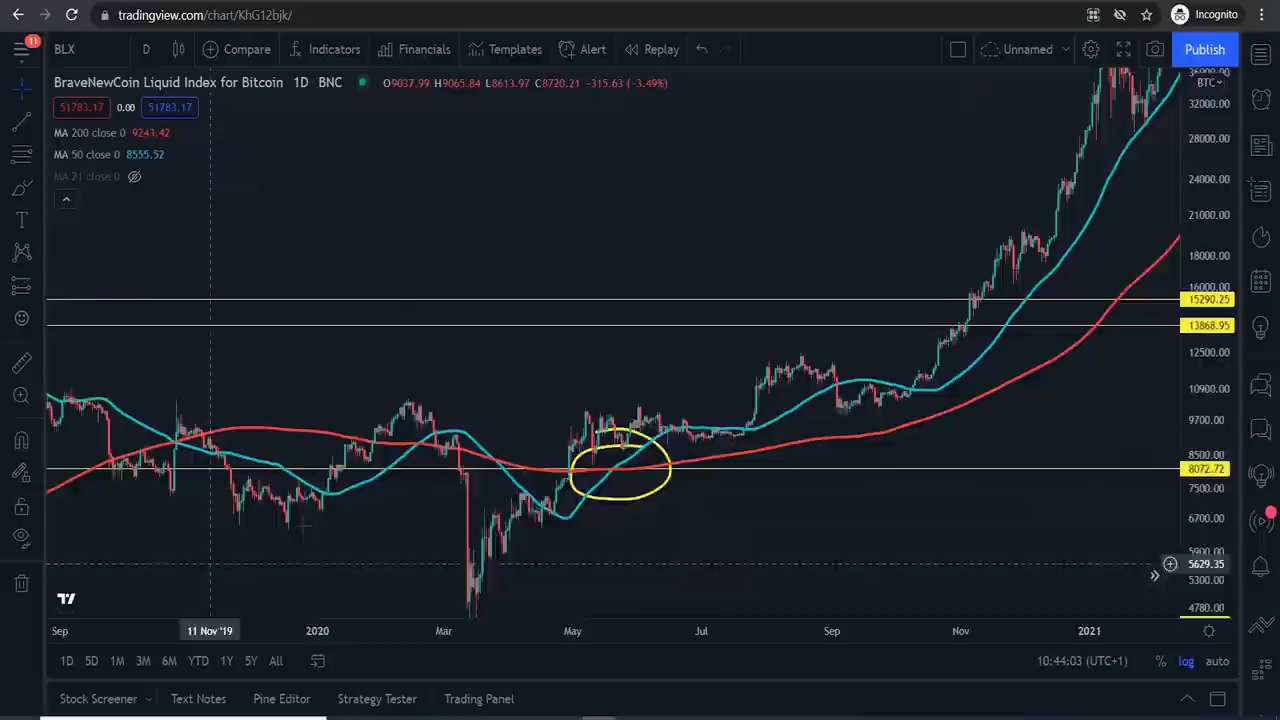 tradingview.com/chart/KhG12bjk/ Incognito
11 BLX D Compare Indicators Financials Templates Alert Replay Unnamed Publish
BraveNewCoin Liquid Index for Bitcoin 1D BNC O9037.99 H9065.84 L8613.97 C8720.21 -315.63 (-3.49%)
51783.17 0.00 51783.17
MA 200 close 0 9243.42
MA 50 close 0 8555.52
MA 21 close 0
36000.00
BTC
32000.00
28000.00
24000.00
21000.00
18000.00
16000.00
15290.25
13868.95
12500.00
10900.00
9700.00
8500.00
8072.72
7500.00
6700.00
5900.00
5629.35
5300.00
4780.00
Sep 11 Nov '19 2020 Mar May Jul Sep Nov 2021
1D 5D 1M 3M 6M YTD 1Y 5Y All 10:44:03 (UTC+1) % log auto
Stock Screener Text Notes Pine Editor Strategy Tester Trading Panel